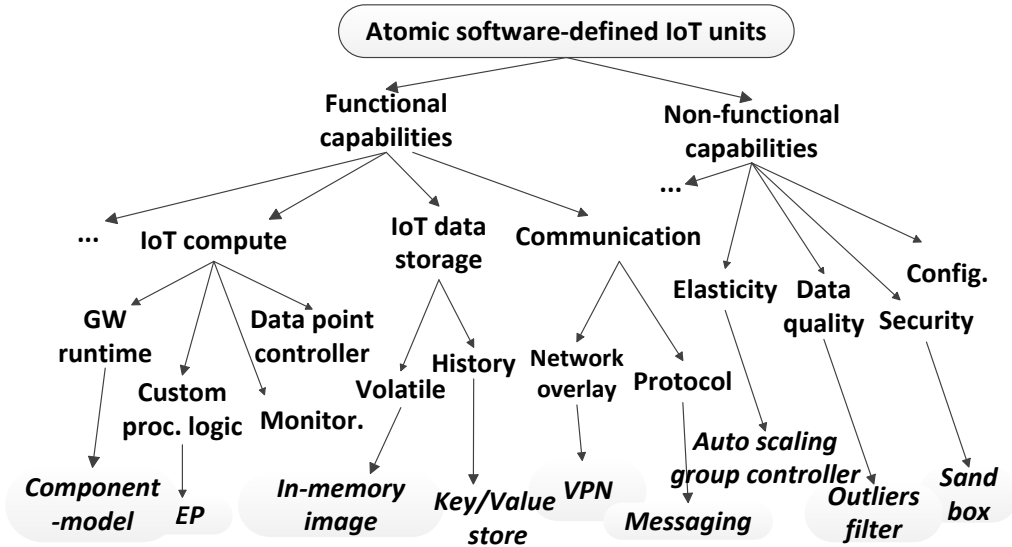 Atomic software-defined IoT units
Functional
capabilities
Non-functional
capabilities
...
...
IoT compute
IoT data
storage
Communication
Elasticity
Data
quality
Security
Config.
GW
runtime
Custom
proc. logic
Monitor.
Data point
controller
Volatile
History
Network
overlay
Protocol
Component
-model
EP
In-memory
image
Key/Value
store
VPN
Messaging
Auto scaling
group controller
Outliers
filter
Sand
box